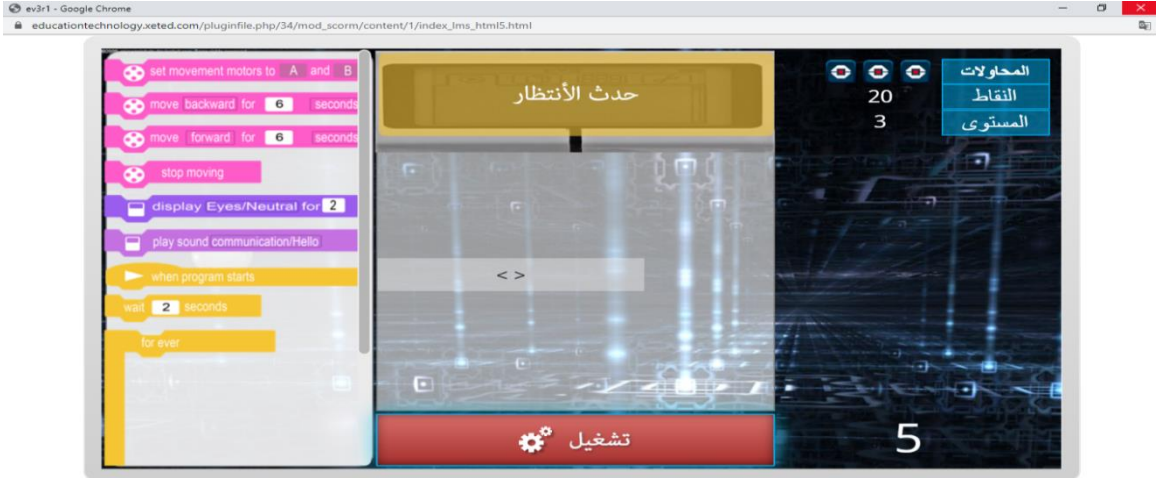 ev3r1 - Google Chrome
educationtechnology.xeted.com/pluginfile.php/34/mod_scorm/content/1/index_lms_html5.html
set movement motors to A and B
move backward for 6 seconds
move forward for 6 seconds
stop moving
display Eyes/Neutral for 2
play sound communication/Hello
when program starts
wait 2 seconds
for ever
حدث الأنتظار
< >
تشغيل
المحاولات
النقاط 20
المستوى 3
5